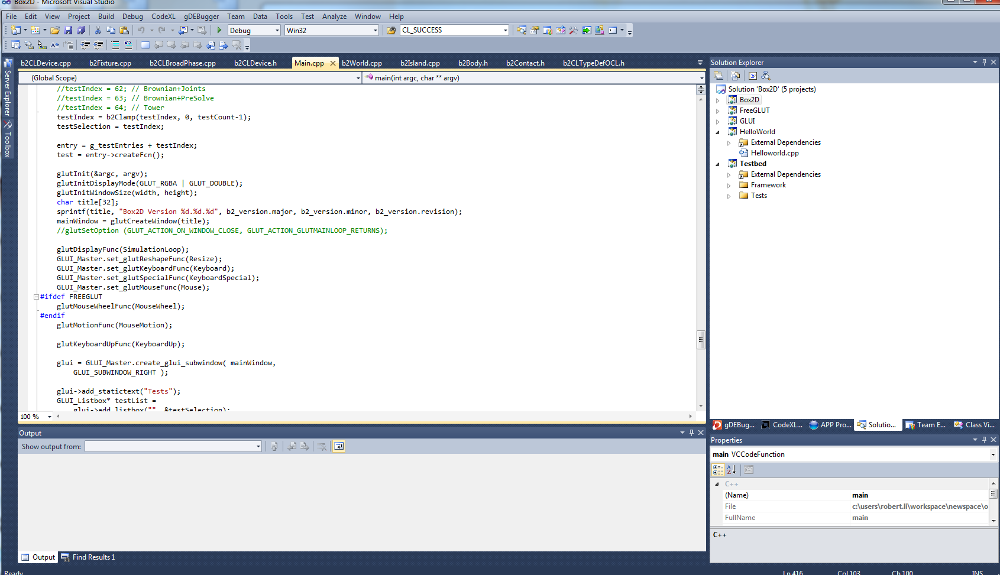 Box2D - Microsoft Visual Studio
File Edit View Project Build Debug CodeXL gDEBugger Team Data Tools Test Analyze Window Help
Debug Win32 CL_SUCCESS
b2CLDevice.cpp b2Fixture.cpp b2CLBroadPhase.cpp b2CLDevice.h Main.cpp b2World.cpp b2Island.cpp b2Body.h b2Contact.h b2CLTypeDefOCL.h
Server Explorer
Toolbox
(Global Scope) main(int argc, char ** argv)
//testIndex = 62; // Brownian+Joints
//testIndex = 63; // Brownian+PreSolve
//testIndex = 64; // Tower
testIndex = b2Clamp(testIndex, 0, testCount-1);
testSelection = testIndex;
entry = g_testEntries + testIndex;
test = entry->createFcn();
glutInit(&argc, argv);
glutInitDisplayMode(GLUT_RGBA | GLUT_DOUBLE);
glutInitWindowSize(width, height);
char title[32];
sprintf(title, "Box2D Version %d.%d.%d", b2_version.major, b2_version.minor, b2_version.revision);
mainWindow = glutCreateWindow(title);
//glutSetOption (GLUT_ACTION_ON_WINDOW_CLOSE, GLUT_ACTION_GLUTMAINLOOP_RETURNS);
glutDisplayFunc(SimulationLoop);
GLUI_Master.set_glutReshapeFunc(Resize);
GLUI_Master.set_glutKeyboardFunc(Keyboard);
GLUI_Master.set_glutSpecialFunc(KeyboardSpecial);
GLUI_Master.set_glutMouseFunc(Mouse);
#ifdef FREEGLUT
glutMouseWheelFunc(MouseWheel);
#endif
glutMotionFunc(MouseMotion);
glutKeyboardUpFunc(KeyboardUp);
glui = GLUI_Master.create_glui_subwindow( mainWindow,
GLUI_SUBWINDOW_RIGHT );
glui->add_statictext("Tests");
GLUI_Listbox* testList =
glui->add_listbox("", &testSelection);
100 %
Output
Show output from:
Output Find Results 1
Solution Explorer
Solution 'Box2D' (5 projects)
Box2D
FreeGLUT
GLUI
HelloWorld
External Dependencies
Helloworld.cpp
Testbed
External Dependencies
Framework
Tests
gDEBug... CodeXL... APP Pro... Solutio... Team E... Class Vi...
Properties
main VCCodeFunction
C++
(Name) main
File c:\users\robert.li\workspace\newspace\o
FullName main
C++
Ready Ln 416 Col 103 Ch 100 INS